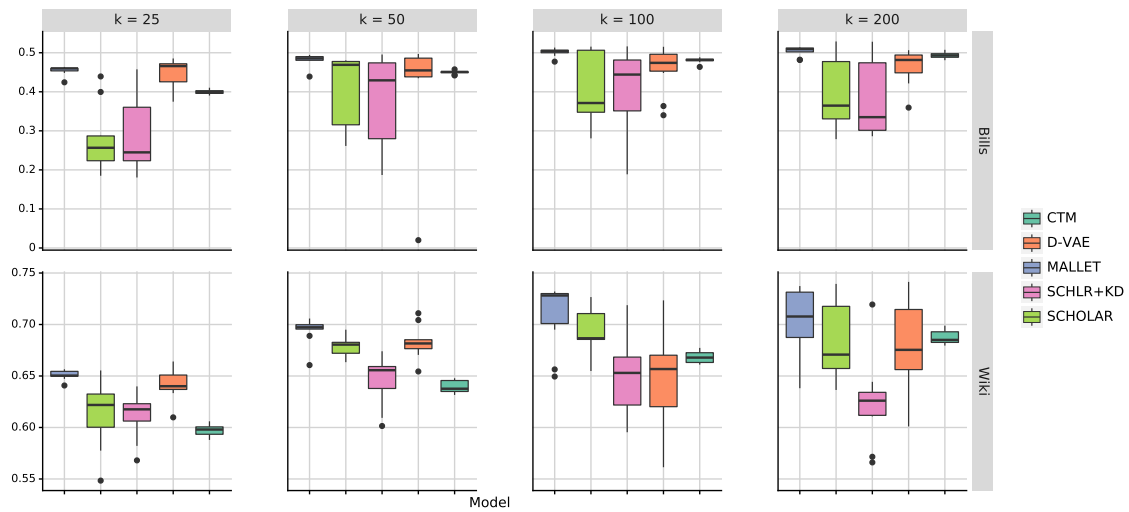 k = 25 k = 50 k = 100 k = 200
0.5
0.4
0.3
0.2
0.1
0
Bills
0.75
0.70
0.65
0.60
0.55
Wiki
Model
CTM
D-VAE
MALLET
SCHLR+KD
SCHOLAR